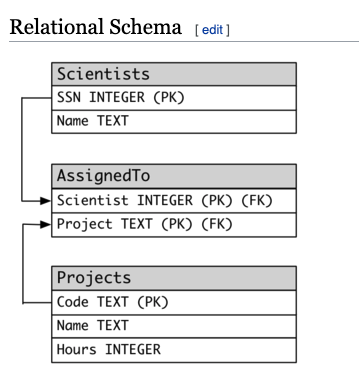 Relational Schema [ edit ]
Scientists
SSN INTEGER (PK)
Name TEXT
AssignedTo
Scientist INTEGER (PK) (FK)
Project TEXT (PK) (FK)
Projects
Code TEXT (PK)
Name TEXT
Hours INTEGER